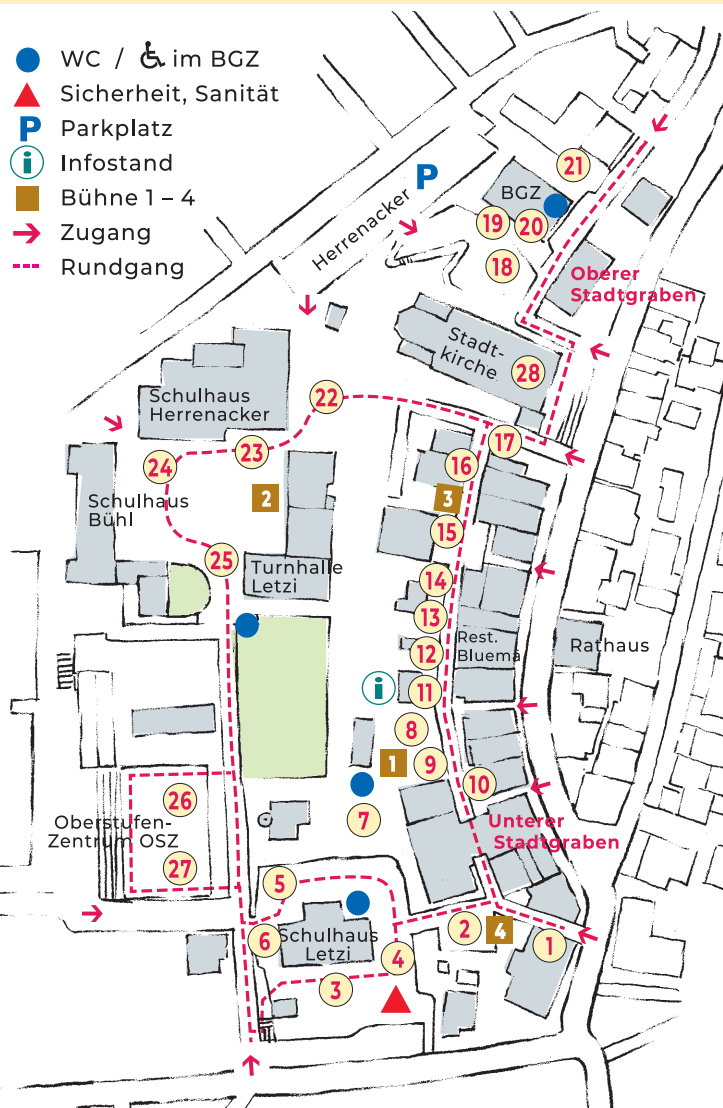 WC / im BGZ
Sicherheit, Sanität
P Parkplatz
i Infostand
Bühne 1 – 4
Zugang
Rundgang
P
Herrenacker
21
BGZ
19
20
18
Oberer
Stadtgraben
Stadt-
kirche
28
Schulhaus
Herrenacker
22
23
24
17
16
2
3
Schulhaus
Bühl
15
25
Turnhalle
Letzi
14
13
12
Rest.
Bluemä
Rathaus
i
11
8
1
9
10
26
7
Oberstufen-
Zentrum OSZ
Unterer
Stadtgraben
27
5
6
Schulhaus
Letzi
2
4
1
4
3